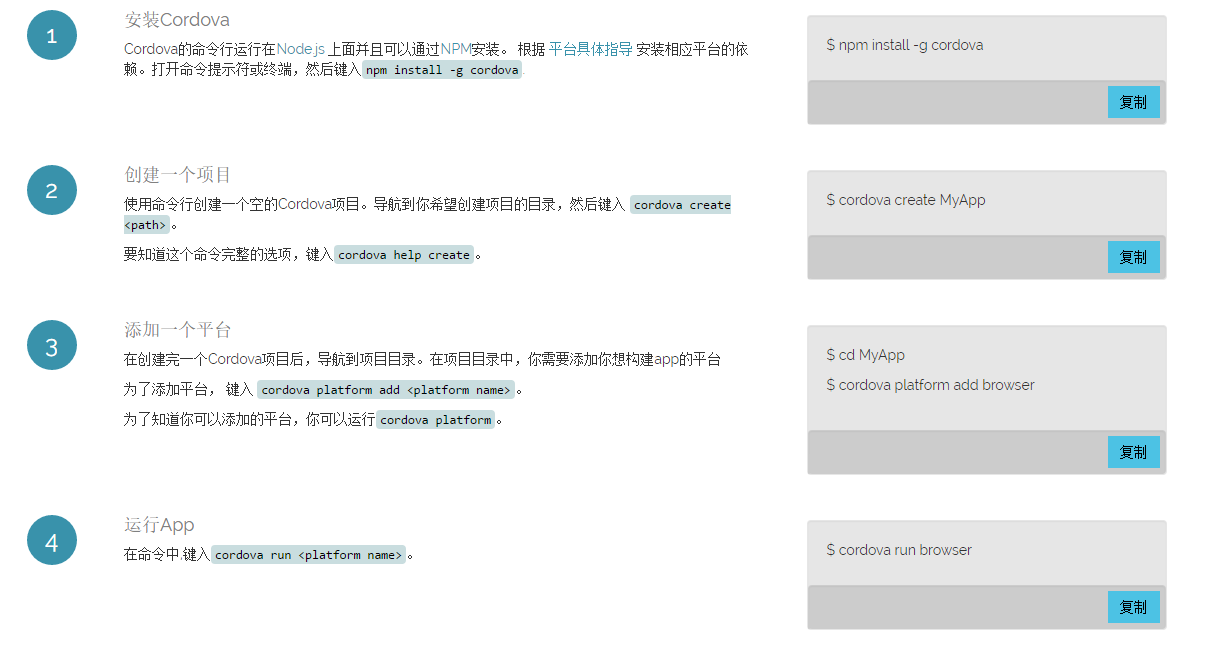 1
安装Cordova
Cordova的命令行运行在Node.js 上面并且可以通过NPM安装。 根据 平台具体指导 安装相应平台的依
赖。打开命令提示符或终端，然后键入 npm install -g cordova.
$ npm install -g cordova
复制
2
创建一个项目
使用命令行创建一个空的Cordova项目。导航到你希望创建项目的目录，然后键入 cordova create
<path> 。
要知道这个命令完整的选项，键入 cordova help create 。
$ cordova create MyApp
复制
3
添加一个平台
在创建完一个Cordova项目后，导航到项目目录。在项目目录中，你需要添加你想构建app的平台
为了添加平台， 键入 cordova platform add <platform name> 。
为了知道你可以添加的平台，你可以运行 cordova platform 。
$ cd MyApp
$ cordova platform add browser
复制
4
运行App
在命令中,键入 cordova run <platform name> 。
$ cordova run browser
复制